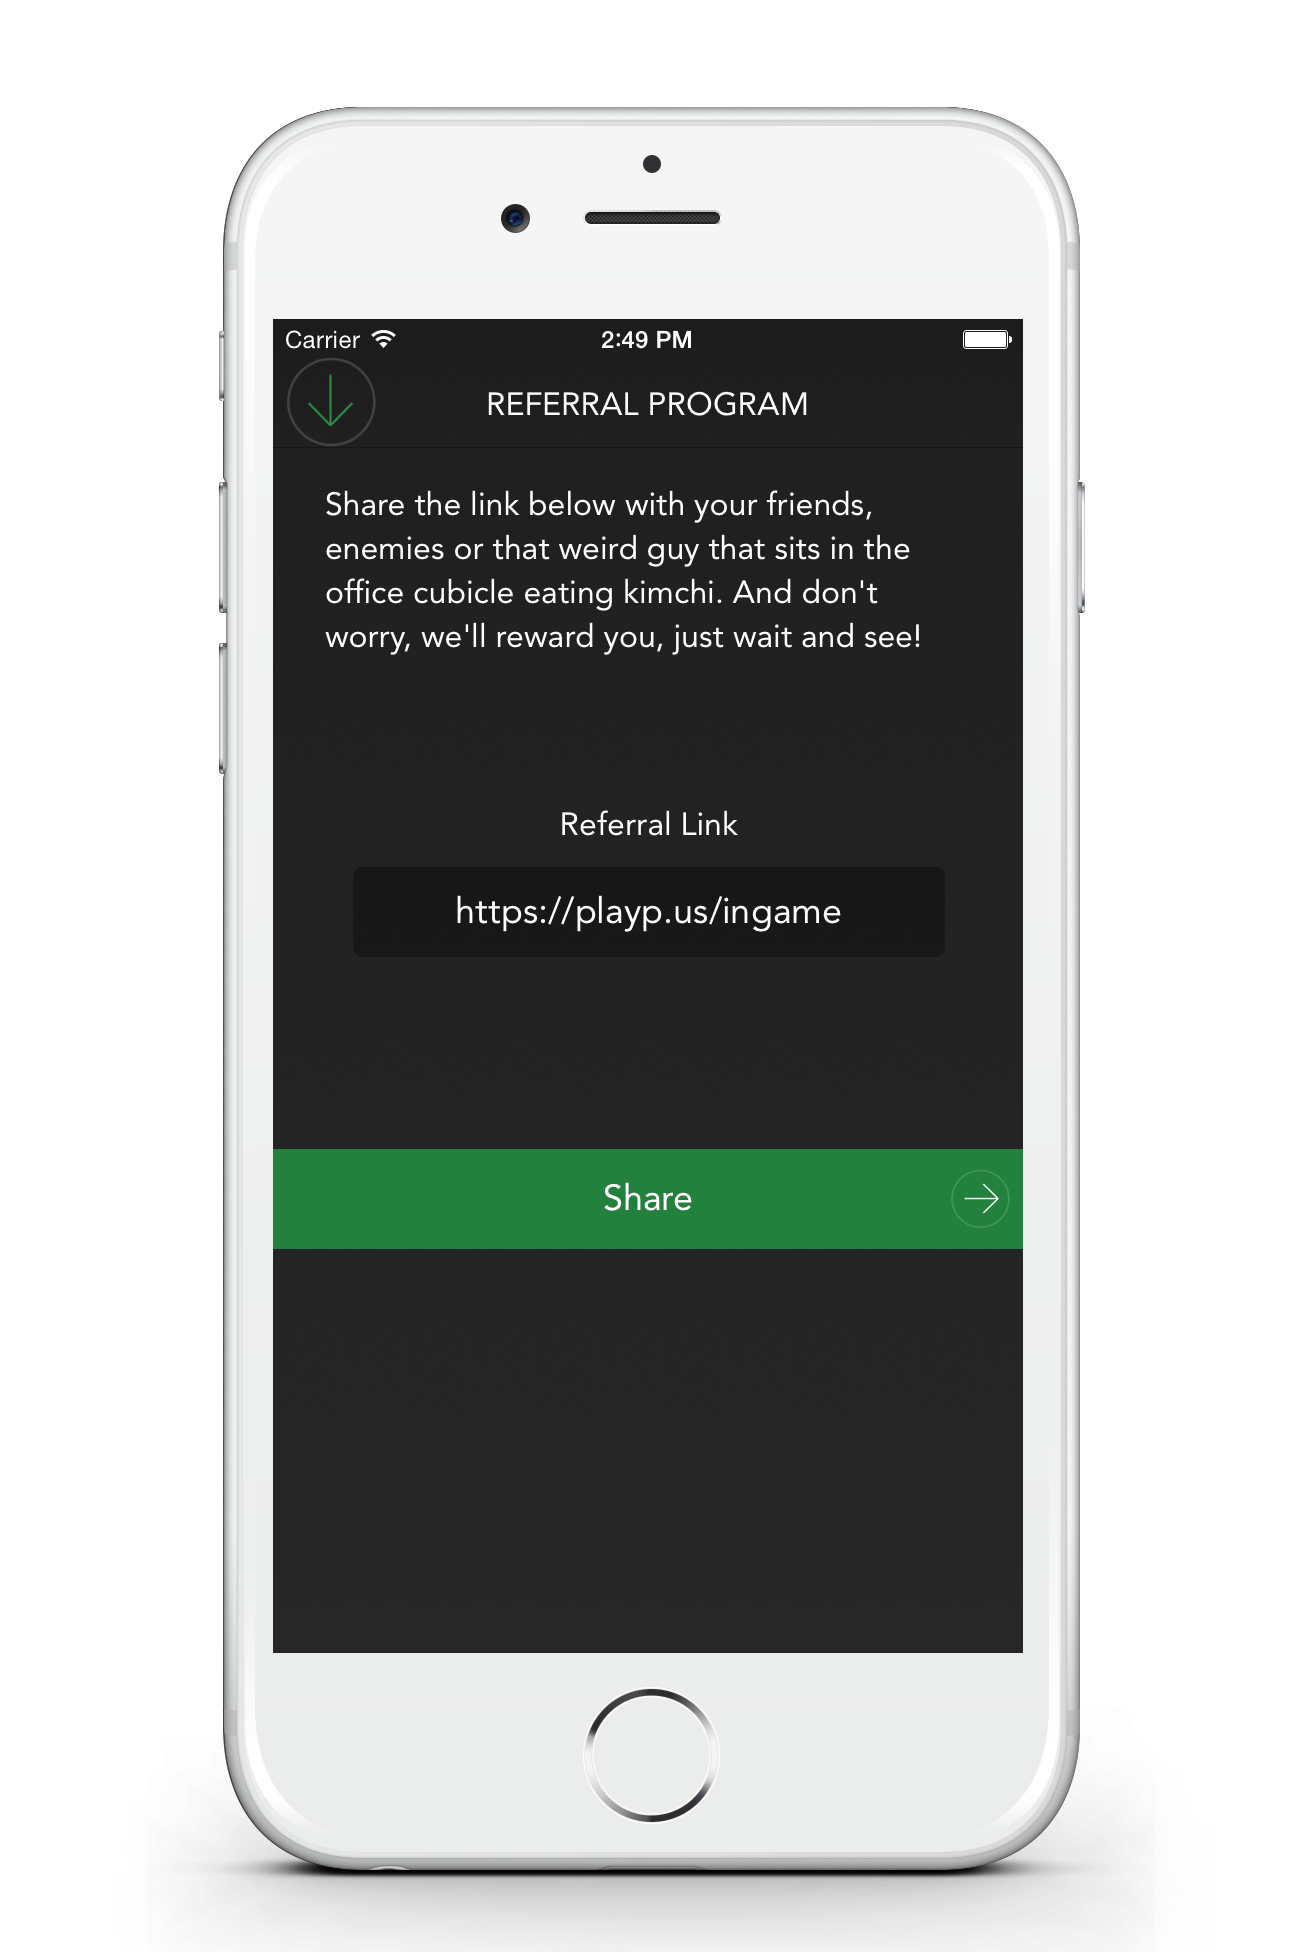 Carrier 2:49 PM
REFERRAL PROGRAM
Share the link below with your friends,
enemies or that weird guy that sits in the
office cubicle eating kimchi. And don't
worry, we'll reward you, just wait and see!
Referral Link
https://playp.us/ingame
Share